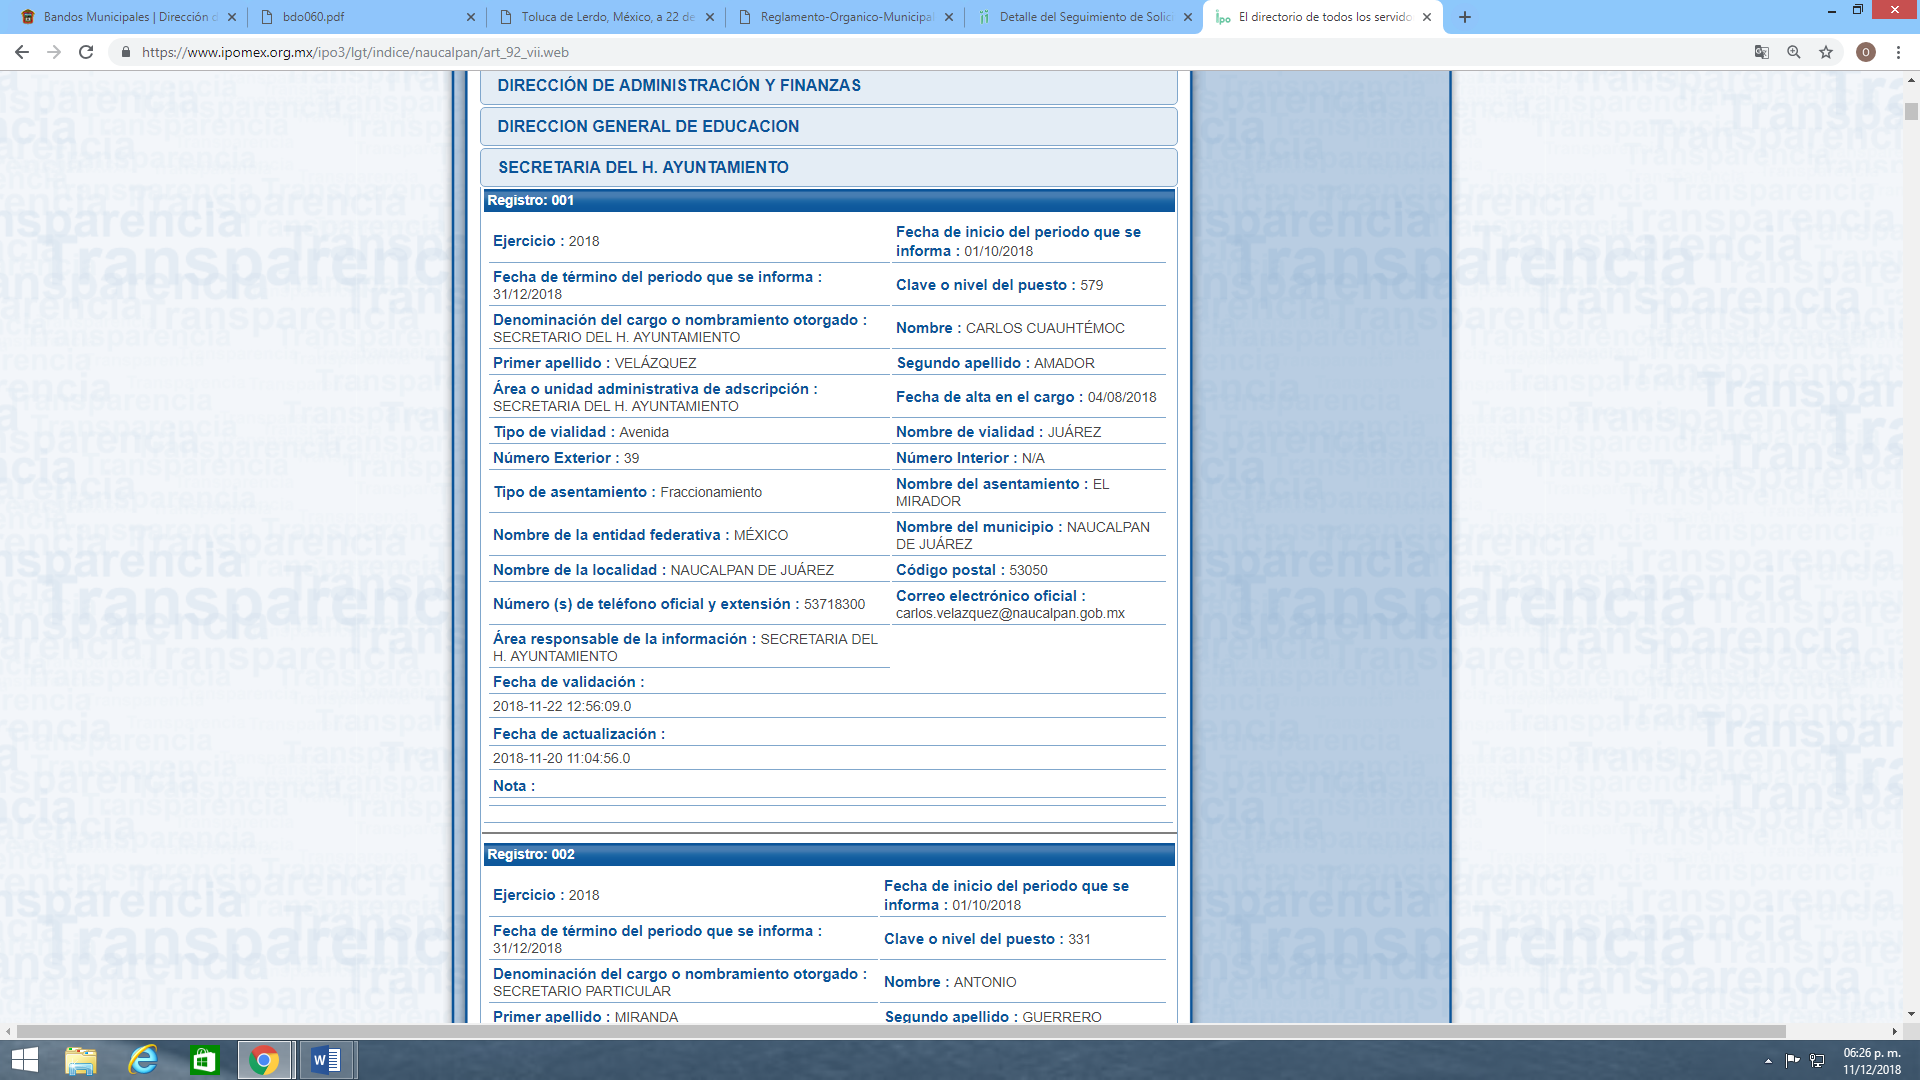 Bandos Municipales | Dirección d
bdo060.pdf
Toluca de Lerdo, México, a 22 de
Reglamento-Organico-Municipal
Detalle del Seguimiento de Solici
ipo El directorio de todos los servido
https://www.ipomex.org.mx/ipo3/lgt/indice/naucalpan/art_92_vii.web
O
DIRECCIÓN DE ADMINISTRACIÓN Y FINANZAS
DIRECCION GENERAL DE EDUCACION
SECRETARIA DEL H. AYUNTAMIENTO
Registro: 001
Ejercicio : 2018
Fecha de inicio del periodo que se
informa : 01/10/2018
Fecha de término del periodo que se informa :
31/12/2018
Clave o nivel del puesto : 579
Denominación del cargo o nombramiento otorgado :
SECRETARIO DEL H. AYUNTAMIENTO
Nombre : CARLOS CUAUHTÉMOC
Primer apellido : VELÁZQUEZ
Segundo apellido : AMADOR
Área o unidad administrativa de adscripción :
SECRETARIA DEL H. AYUNTAMIENTO
Fecha de alta en el cargo : 04/08/2018
Tipo de vialidad : Avenida
Nombre de vialidad : JUÁREZ
Número Exterior : 39
Número Interior : N/A
Tipo de asentamiento : Fraccionamiento
Nombre del asentamiento : EL
MIRADOR
Nombre de la entidad federativa : MÉXICO
Nombre del municipio : NAUCALPAN
DE JUÁREZ
Nombre de la localidad : NAUCALPAN DE JUÁREZ
Código postal : 53050
Número (s) de teléfono oficial y extensión : 53718300
Correo electrónico oficial :
carlos.velazquez@naucalpan.gob.mx
Área responsable de la información : SECRETARIA DEL
H. AYUNTAMIENTO
Fecha de validación :
2018-11-22 12:56:09.0
Fecha de actualización :
2018-11-20 11:04:56.0
Nota :
Registro: 002
Ejercicio : 2018
Fecha de inicio del periodo que se
informa : 01/10/2018
Fecha de término del periodo que se informa :
31/12/2018
Clave o nivel del puesto : 331
Denominación del cargo o nombramiento otorgado :
SECRETARIO PARTICULAR
Nombre : ANTONIO
Primer apellido : MIRANDA
Segundo apellido : GUERRERO
06:26 p. m.
11/12/2018